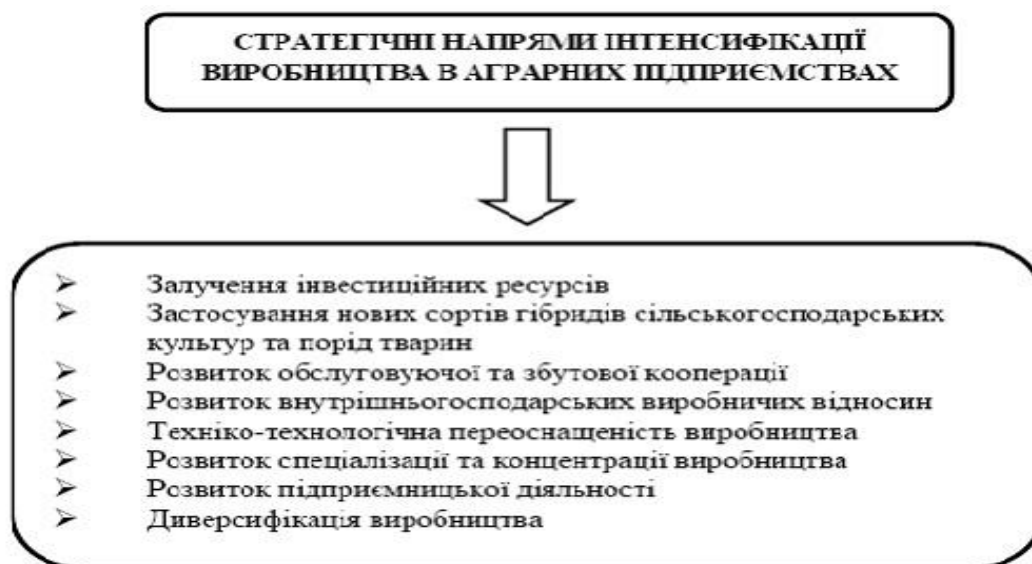 СТРАТЕГІЧНІ НАПРЯМИ ІНТЕНСИФІКАЦІЇ
ВИРОБНИЦТВА В АГРАРНИХ ПІДПРИЄМСТВАХ
➢ Залучення інвестиційних ресурсів
➢ Застосування нових сортів гібридів сільськогосподарських
культур та порід тварин
➢ Розвиток обслуговуючої та збутової кооперації
➢ Розвиток внутрішньогосподарських виробничих відносин
➢ Техніко-технологічна переоснащеність виробництва
➢ Розвиток спеціалізації та концентрації виробництва
➢ Розвиток підприємницької діяльності
➢ Диверсифікація виробництва